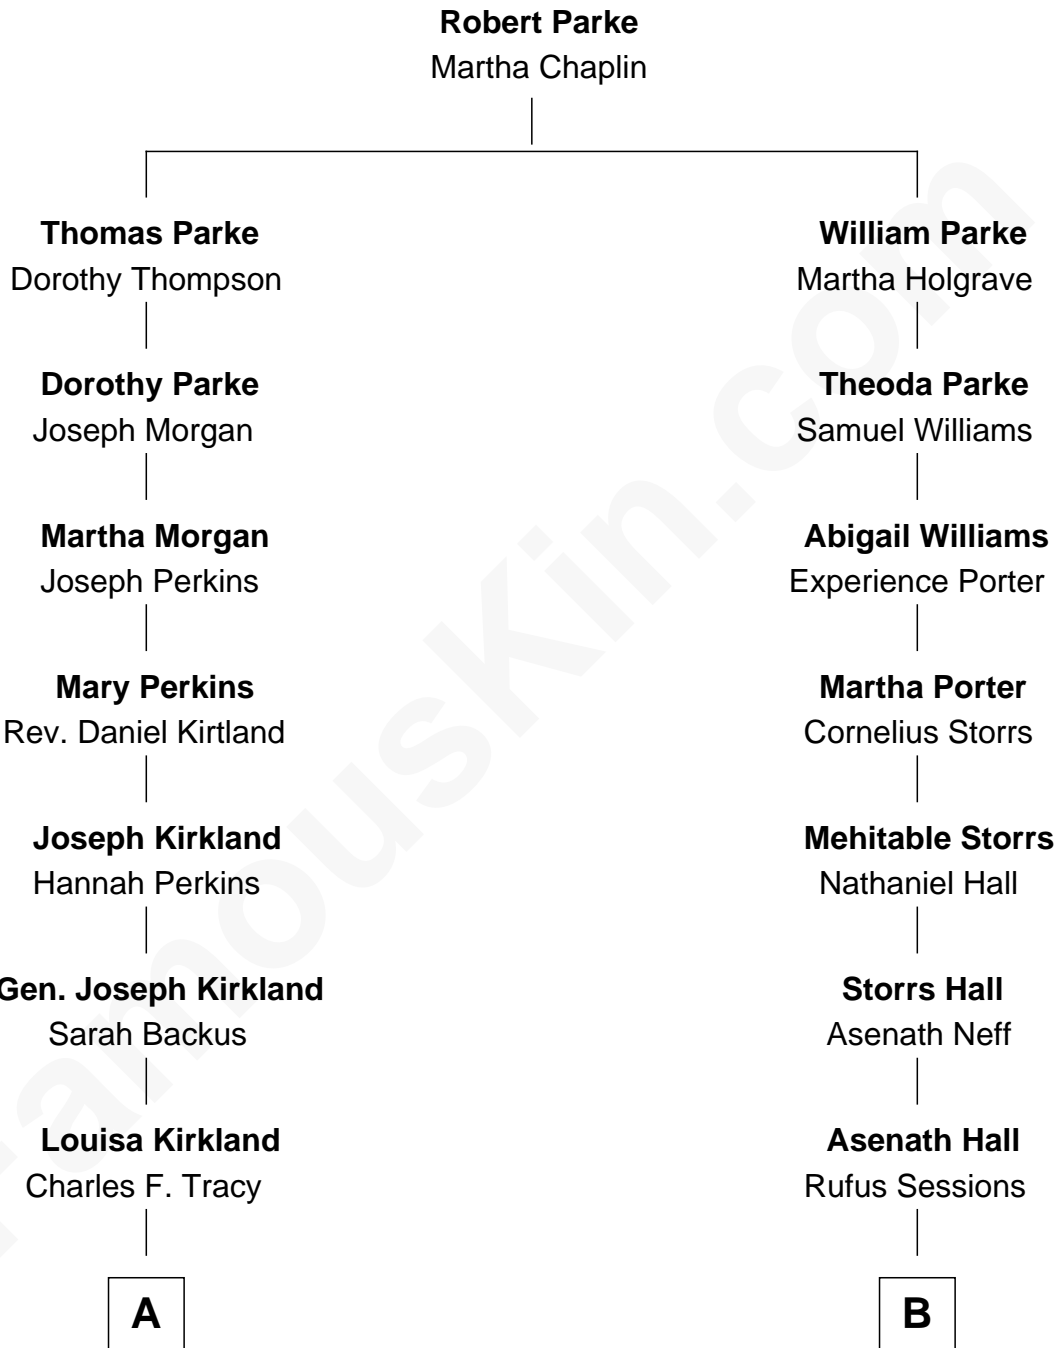 Robert Parke
Martha Chaplin
Thomas Parke
Dorothy Thompson
William Parke
Martha Holgrave
Dorothy Parke
Joseph Morgan
Theoda Parke
Samuel Williams
Martha Morgan
Joseph Perkins
Abigail Williams
Experience Porter
Mary Perkins
Rev. Daniel Kirtland
Martha Porter
Cornelius Storrs
Joseph Kirkland
Hannah Perkins
Mehitable Storrs
Nathaniel Hall
Gen. Joseph Kirkland
Sarah Backus
Storrs Hall
Asenath Neff
Louisa Kirkland
Charles F. Tracy
Asenath Hall
Rufus Sessions
A
B
FamousKin.com